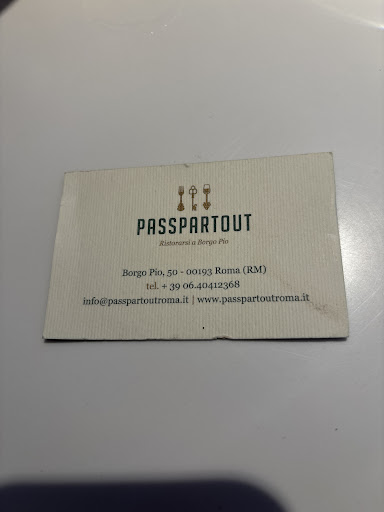 PASSPARTOUT
Ristorarsi a Borgo Pio
Borgo Pio, 50 - 00193 Roma (RM)
tel. + 39 06.40412368
info@passpartoutroma.it | www.passpartoutroma.it